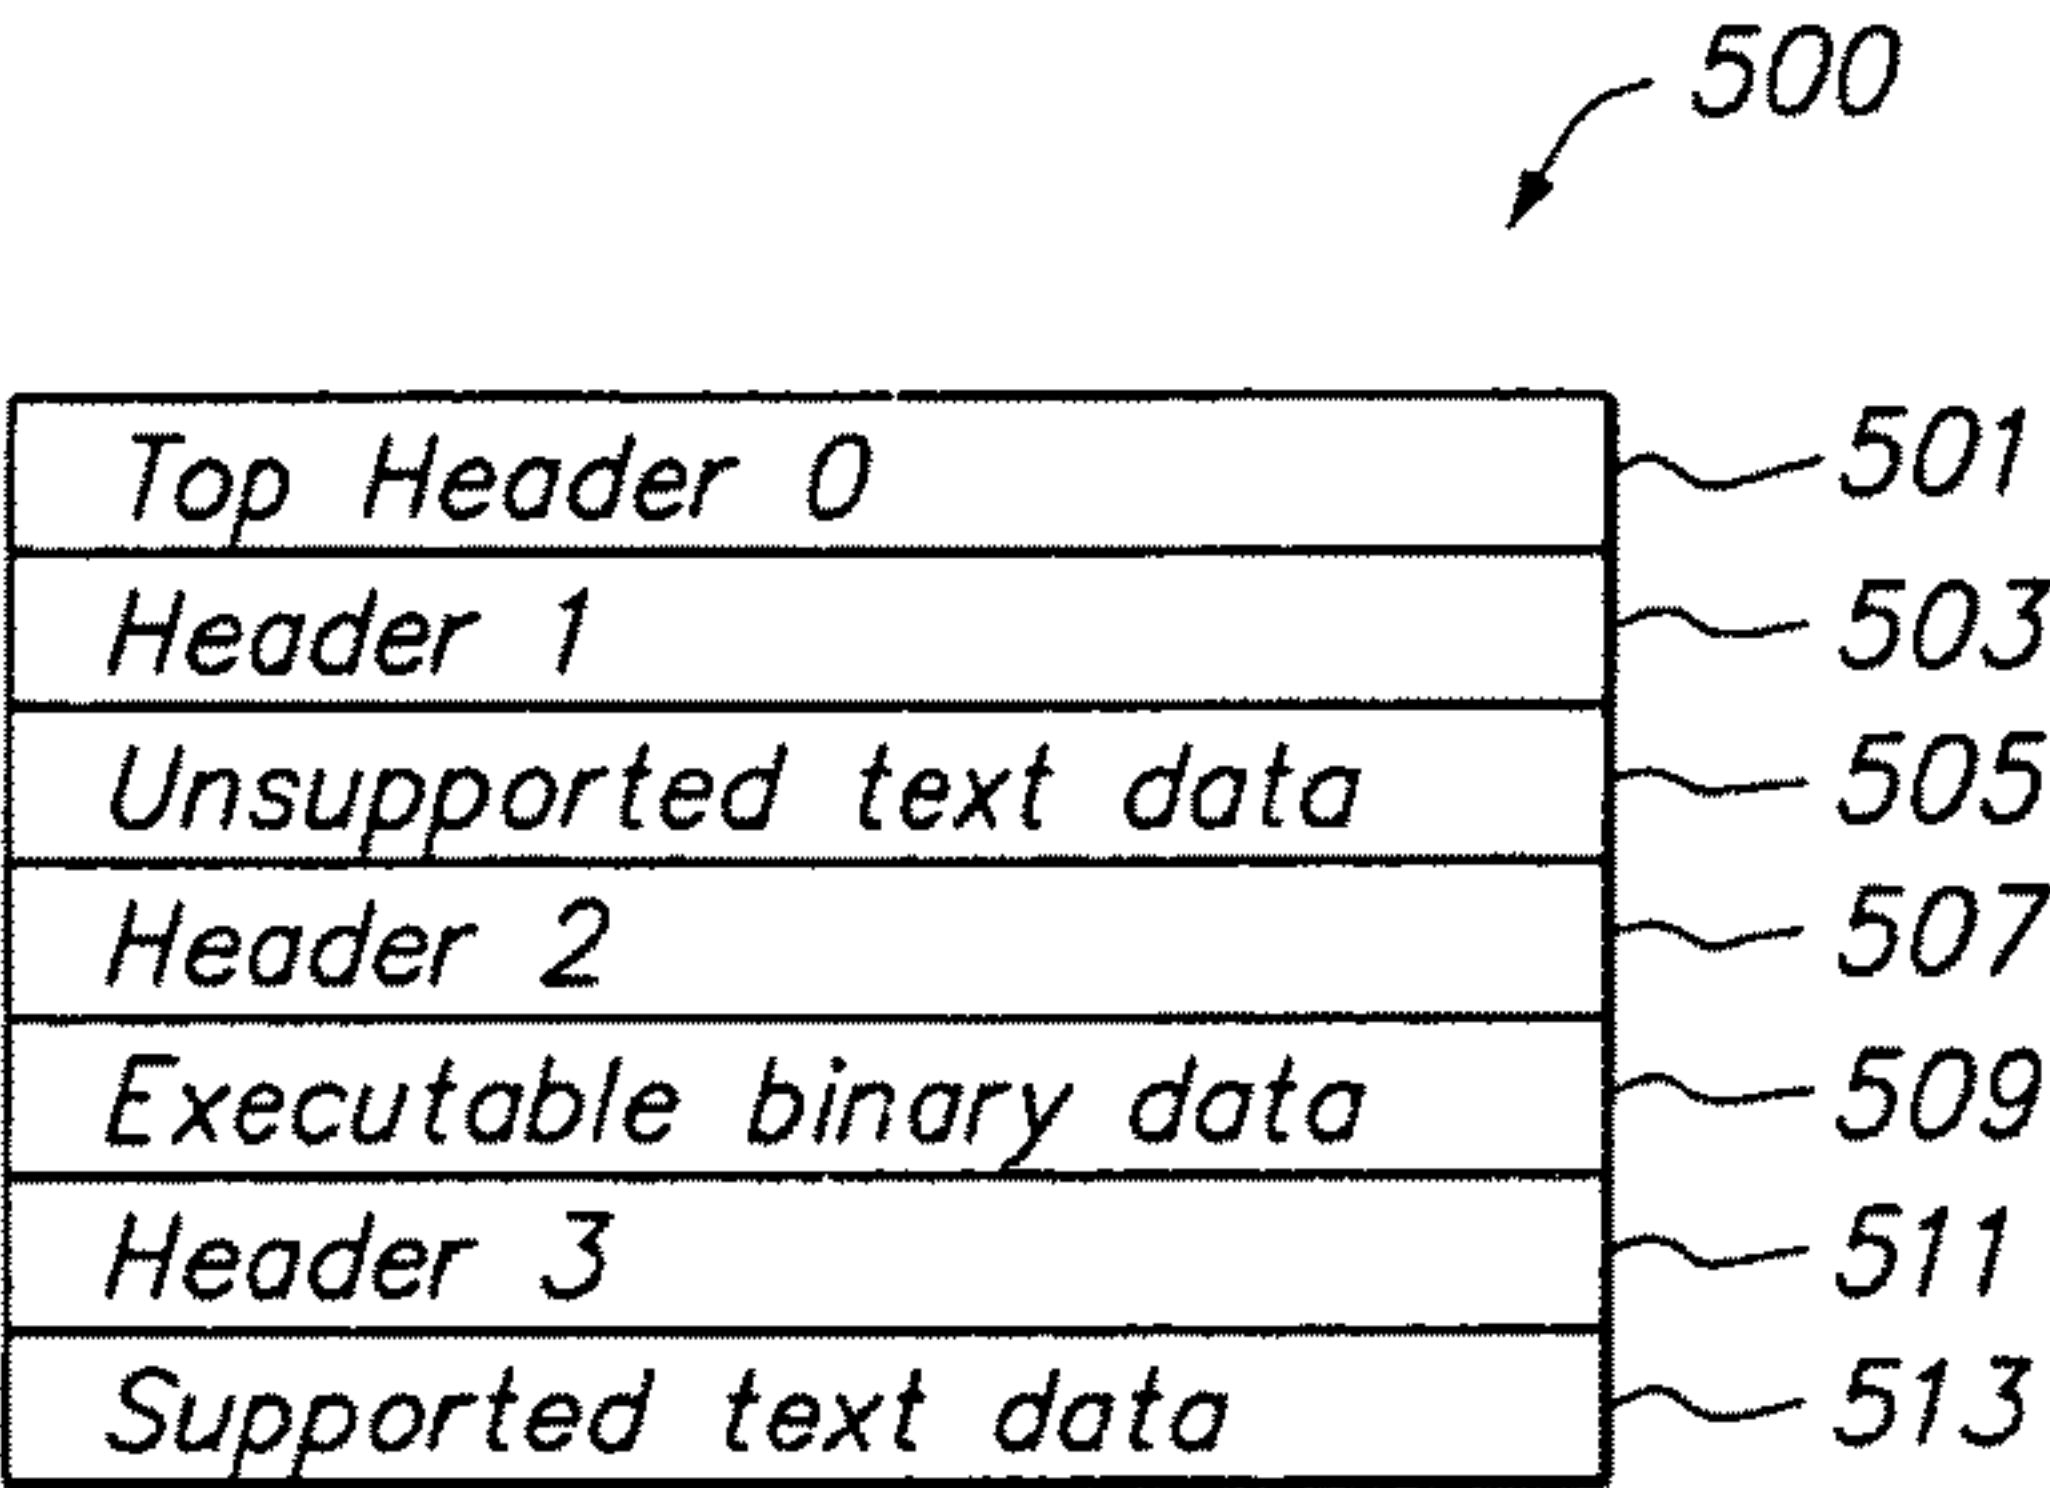 500
Top Header 0 501
Header 1 503
Unsupported text data 505
Header 2 507
Executable binary data 509
Header 3 511
Supported text data 513